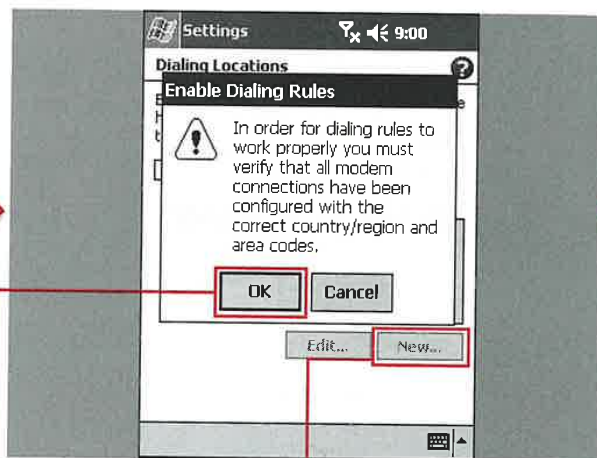 Settings 9:00
Dialing Locations
Enable Dialing Rules
In order for dialing rules to
work properly you must
verify that all modem
connections have been
configured with the
correct country/region and
area codes.
OK Cancel
Edit... New...